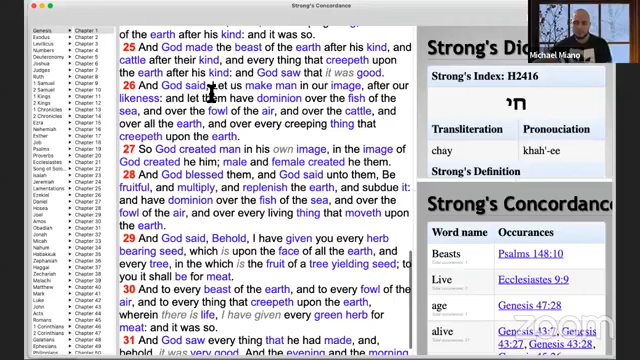 Strong's Concordance
Genesis Chapter 1
Exodus Chapter 2
Leviticus Chapter 3
Numbers Chapter 4
Deuteronomy Chapter 5
Joshua Chapter 6
Judges Chapter 7
Ruth Chapter 8
1 Samuel Chapter 9
2 Samuel Chapter 10
1 Kings Chapter 11
2 Kings Chapter 12
1 Chronicles Chapter 13
2 Chronicles Chapter 14
Ezra Chapter 15
Nehemiah Chapter 16
Esther Chapter 17
Job Chapter 18
Psalms Chapter 19
Proverbs Chapter 20
Ecclesiastes Chapter 21
Song of Solo... Chapter 22
Isaiah Chapter 23
Jeremiah Chapter 24
Lamentations Chapter 25
Ezekiel Chapter 26
Daniel Chapter 27
Hosea Chapter 28
Joel Chapter 29
Amos Chapter 30
Obadiah Chapter 31
Jonah Chapter 32
Micah Chapter 33
Nahum Chapter 34
Habakkuk Chapter 35
Zephaniah Chapter 36
Haggai Chapter 37
Zechariah Chapter 38
Malachi Chapter 39
Matthew Chapter 40
Mark Chapter 41
Luke Chapter 42
John Chapter 43
Acts Chapter 44
Romans Chapter 45
1 Corinthians Chapter 46
2 Corinthians Chapter 47
Galatians Chapter 48
Ephesians Chapter 49
of the earth after his kind: and it was so.
25 And God made the beast of the earth after his kind, and
cattle after their kind, and every thing that creepeth upon
the earth after his kind: and God saw that it was good.
26 And God said, Let us make man in our image, after our
likeness: and let them have dominion over the fish of the
sea, and over the fowl of the air, and over the cattle, and
over all the earth, and over every creeping thing that
creepeth upon the earth.
27 So God created man in his own image, in the image of
God created he him; male and female created he them.
28 And God blessed them, and God said unto them, Be
fruitful, and multiply, and replenish the earth, and subdue it:
and have dominion over the fish of the sea, and over the
fowl of the air, and over every living thing that moveth upon
the earth.
29 And God said, Behold, I have given you every herb
bearing seed, which is upon the face of all the earth, and
every tree, in the which is the fruit of a tree yielding seed; to
you it shall be for meat.
30 And to every beast of the earth, and to every fowl of the
air, and to every thing that creepeth upon the earth,
wherein there is life, I have given every green herb for
meat: and it was so.
31 And God saw every thing that he had made, and,
behold, it was very good. And the evening and the morning
Strong's Di
Strong's Index: H2416
חי
Transliteration Pronouciation
chay khah'-ee
Strong's Definition
Strong's Concordanc
Word name Occurances
Beasts Psalms 148:10
Live Ecclesiastes 9:9
age Genesis 47:28
alive Genesis 43:7, Genesis
43:27, Genesis 43:28,
Michael Miano
zoom